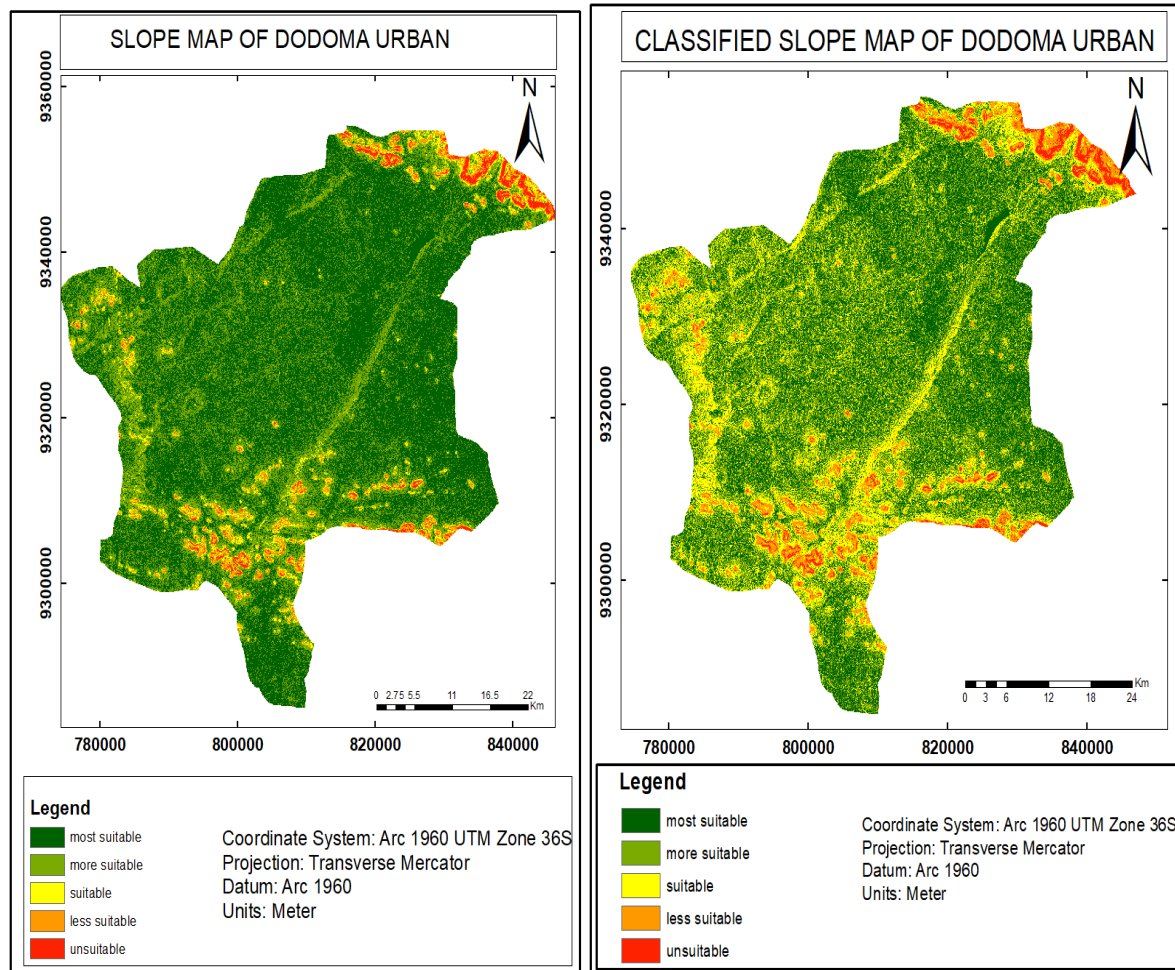 SLOPE MAP OF DODOMA URBAN
N
9360000
9340000
9320000
9300000
0 2.75 5.5 11 16.5 22
Km
780000 800000 820000 840000
Legend
most suitable
more suitable
suitable
less suitable
unsuitable
Coordinate System: Arc 1960 UTM Zone 36S
Projection: Transverse Mercator
Datum: Arc 1960
Units: Meter
CLASSIFIED SLOPE MAP OF DODOMA URBAN
N
9340000
9320000
9300000
Km
0 3 6 12 18 24
780000 800000 820000 840000
Legend
most suitable
more suitable
suitable
less suitable
unsuitable
Coordinate System: Arc 1960 UTM Zone 36S
Projection: Transverse Mercator
Datum: Arc 1960
Units: Meter